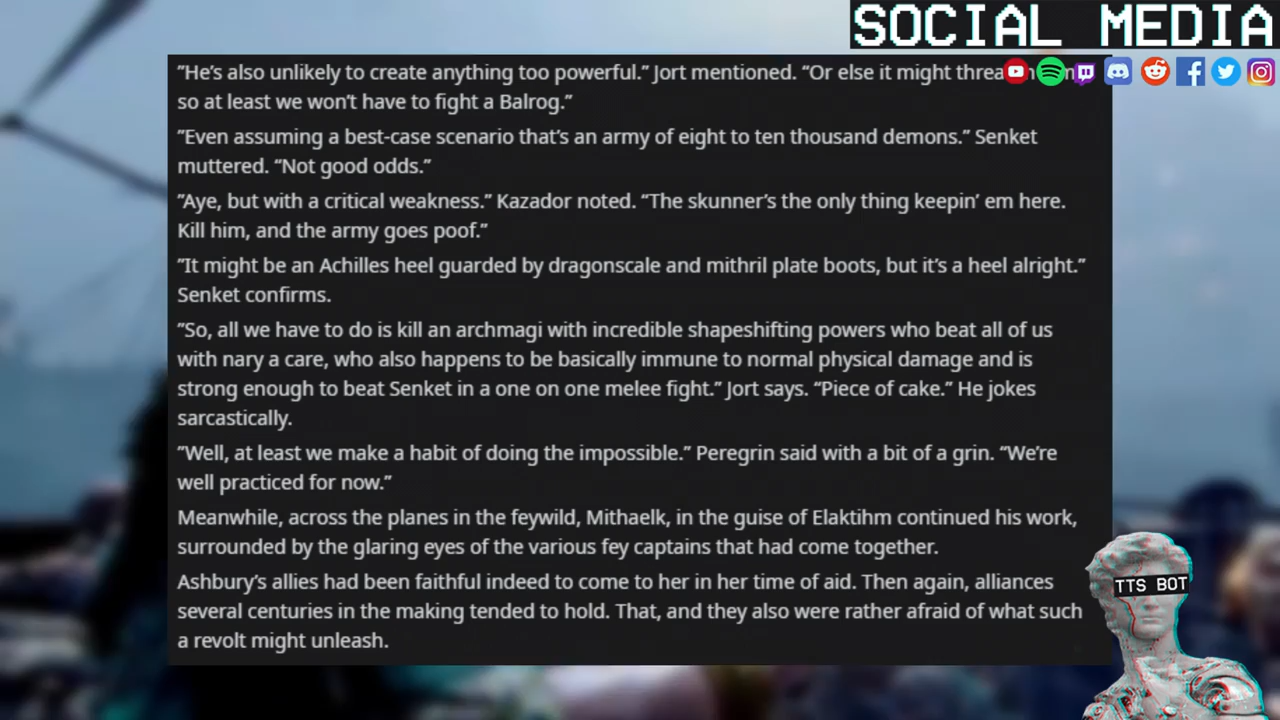 SOCIAL MEDIA
"He's also unlikely to create anything too powerful." Jort mentioned. "Or else it might
so at least we won't have to fight a Balrog."
"Even assuming a best-case scenario that's an army of eight to ten thousand demons." Senket
muttered. "Not good odds."
"Aye, but with a critical weakness." Kazador noted. "The skunner's the only thing keepin' em here.
Kill him, and the army goes poof."
"It might be an Achilles heel guarded by dragonscale and mithril plate boots, but it's a heel alright."
Senket confirms.
"So, all we have to do is kill an archmagi with incredible shapeshifting powers who beat all of us
with nary a care, who also happens to be basically immune to normal physical damage and is
strong enough to beat Senket in a one on one melee fight." Jort says. "Piece of cake." He jokes
sarcastically.
"Well, at least we make a habit of doing the impossible." Peregrin said with a bit of a grin. "We're
well practiced for now."
Meanwhile, across the planes in the feywild, Mithaelk, in the guise of Elaktihm continued his work,
surrounded by the glaring eyes of the various fey captains that had come together.
Ashbury's allies had been faithful indeed to come to her in her time of aid. Then again, alliances
several centuries in the making tended to hold. That, and they also were rather afraid of what such
a revolt might unleash.
TTS BOT